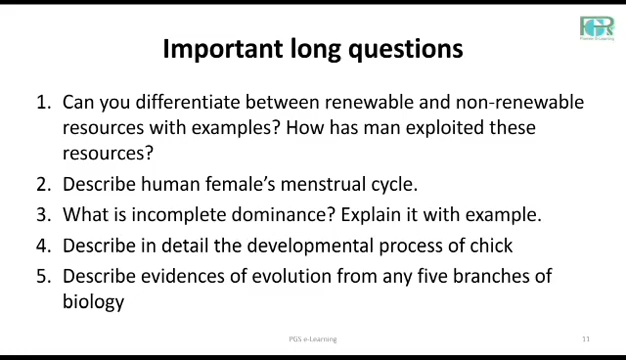 PGS
Premier e-Learning
Important long questions
1. Can you differentiate between renewable and non-renewable
resources with examples? How has man exploited these
resources?
2. Describe human female's menstrual cycle.
3. What is incomplete dominance? Explain it with example.
4. Describe in detail the developmental process of chick
5. Describe evidences of evolution from any five branches of
biology
PGS e-Learning
11